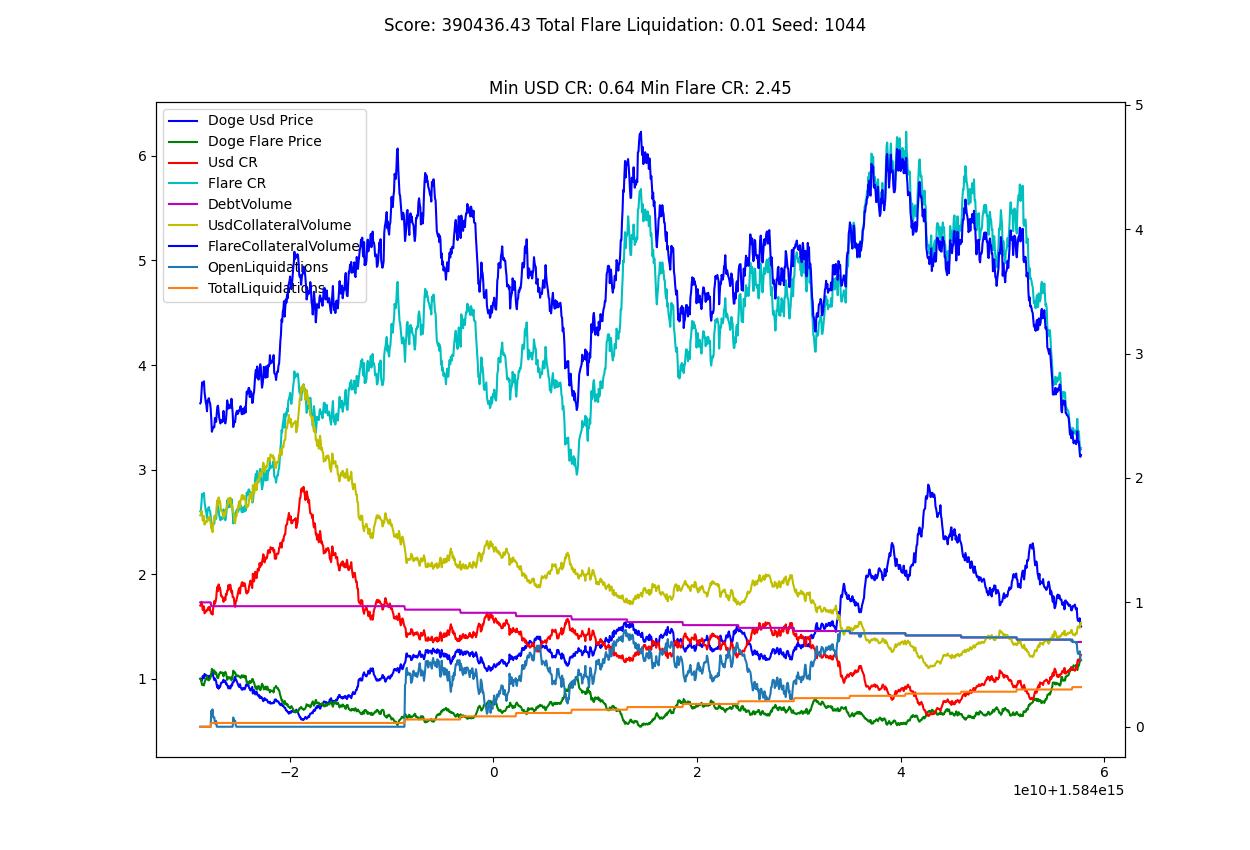 Score: 390436.43 Total Flare Liquidation: 0.01 Seed: 1044
Min USD CR: 0.64 Min Flare CR: 2.45
Doge Usd Price
Doge Flare Price
Usd CR
Flare CR
DebtVolume
UsdCollateralVolume
FlareCollateralVolume
OpenLiquidations
TotalLiquidations
6
5
4
3
2
1
5
4
3
2
1
0
−2
0
2
4
6
1e10+1.584e15